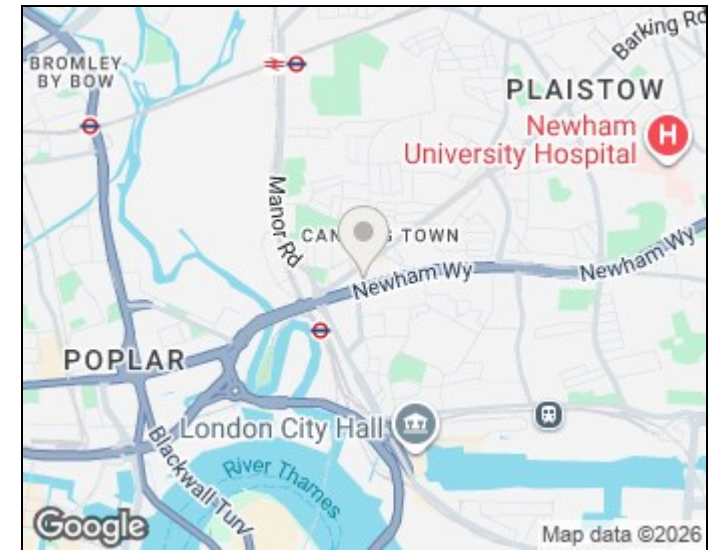 Barking Rd
BROMLEY
BY BOW
PLAISTOW
Newham
University Hospital
H
Manor Rd
TOWN
Newham Wy
Newham Wy
POPLAR
London City Hall
Blackwall Tun
River Thames
Google
Map data ©2026